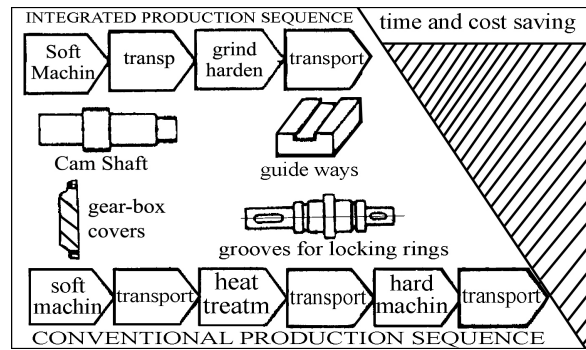 INTEGRATED PRODUCTION SEQUENCE
time and cost saving
Soft
Machin
transp
grind
harden
transport
Cam Shaft
guide ways
gear-box
covers
grooves for locking rings
soft
machin
transport
heat
treatm
transport
hard
machin
transport
CONVENTIONAL PRODUCTION SEQUENCE